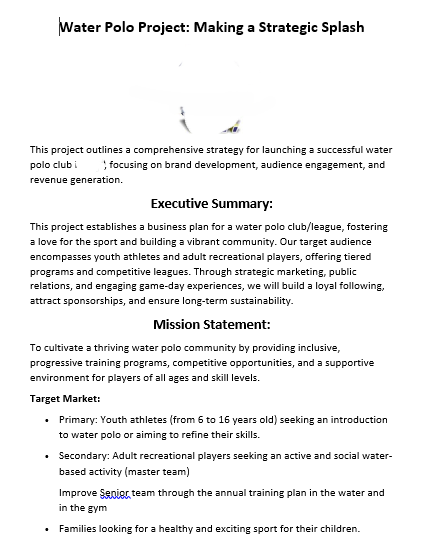 Water Polo Project: Making a Strategic Splash
This project outlines a comprehensive strategy for launching a successful water
polo club , focusing on brand development, audience engagement, and
revenue generation.
Executive Summary:
This project establishes a business plan for a water polo club/league, fostering
a love for the sport and building a vibrant community. Our target audience
encompasses youth athletes and adult recreational players, offering tiered
programs and competitive leagues. Through strategic marketing, public
relations, and engaging game-day experiences, we will build a loyal following,
attract sponsorships, and ensure long-term sustainability.
Mission Statement:
To cultivate a thriving water polo community by providing inclusive,
progressive training programs, competitive opportunities, and a supportive
environment for players of all ages and skill levels.
Target Market:
• Primary: Youth athletes (from 6 to 16 years old) seeking an introduction
to water polo or aiming to refine their skills.
• Secondary: Adult recreational players seeking an active and social water-
based activity (master team)
Improve Senior team through the annual training plan in the water and
in the gym
• Families looking for a healthy and exciting sport for their children.